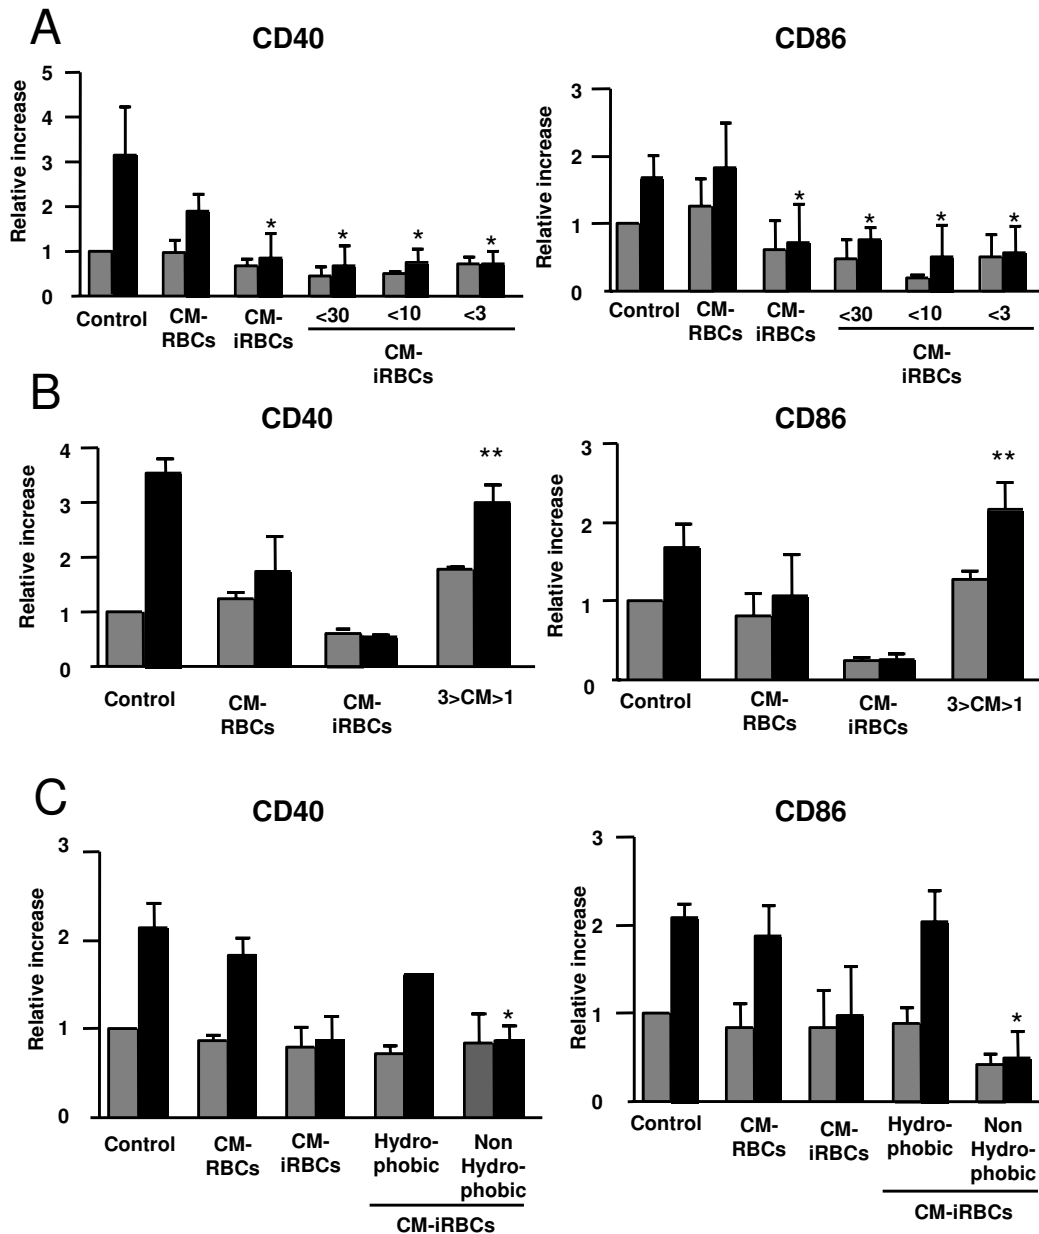 A
CD40
CD86
Relative increase
5
4
3
2
1
0
* * * *
Control
CM-
RBCs
CM-
iRBCs
<30
<10
<3
CM-
iRBCs
Relative increase
3
2
1
0
* * * *
Control
CM-
RBCs
CM-
iRBCs
<30
<10
<3
CM-
iRBCs
B
CD40
CD86
Relative increase
4
3
2
1
0
**
Control
CM-
RBCs
CM-
iRBCs
3>CM>1
Relative increase
3
2
1
0
**
Control
CM-
RBCs
CM-
iRBCs
3>CM>1
C
CD40
CD86
Relative increase
3
2
1
0
*
Control
CM-
RBCs
CM-
iRBCs
Hydro-
phobic
Non
Hydro-
phobic
CM-iRBCs
Relative increase
3
2
1
0
*
Control
CM-
RBCs
CM-
iRBCs
Hydro-
phobic
Non
Hydro-
phobic
CM-iRBCs